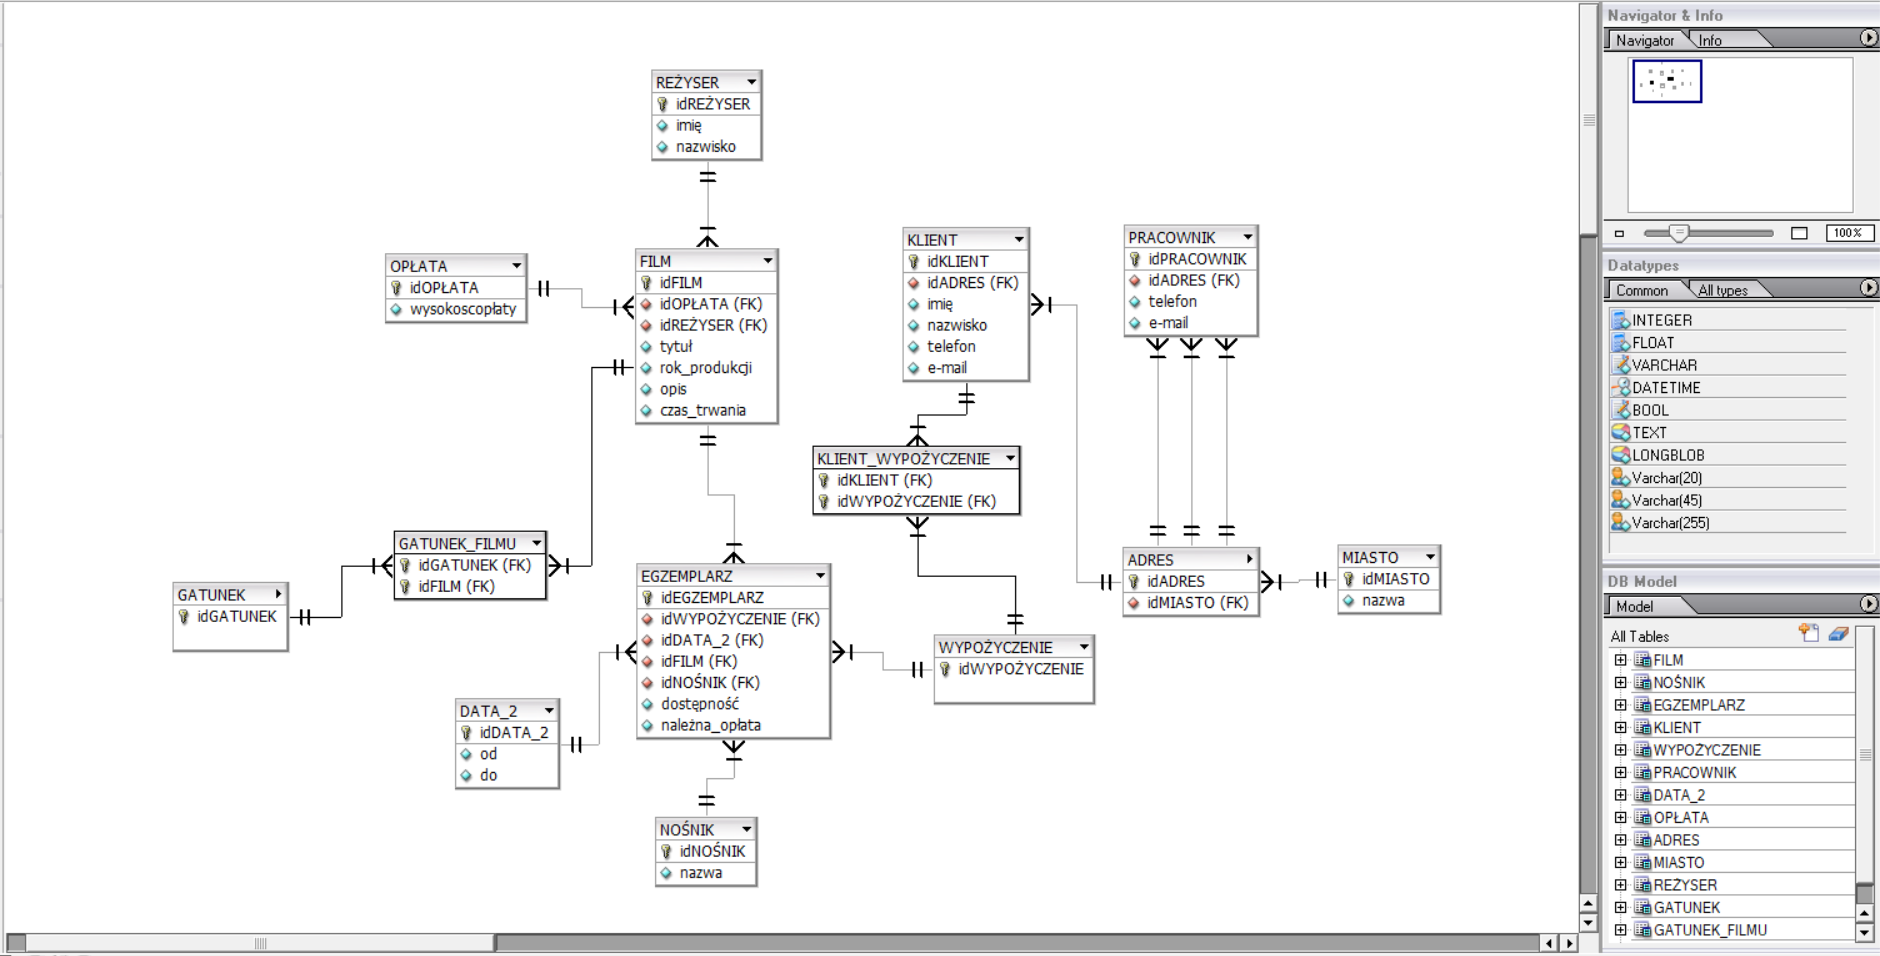 REŻYSER
idREŻYSER
imię
nazwisko
OPŁATA
idOPŁATA
wysokoscopłaty
FILM
idFILM
idOPŁATA (FK)
idREŻYSER (FK)
tytuł
rok_produkcji
opis
czas_trwania
KLIENT
idKLIENT
idADRES (FK)
imię
nazwisko
telefon
e-mail
PRACOWNIK
idPRACOWNIK
idADRES (FK)
telefon
e-mail
KLIENT_WYPOŻYCZENIE
idKLIENT (FK)
idWYPOŻYCZENIE (FK)
GATUNEK_FILMU
idGATUNEK (FK)
idFILM (FK)
GATUNEK
idGATUNEK
EGZEMPLARZ
idEGZEMPLARZ
idWYPOŻYCZENIE (FK)
idDATA_2 (FK)
idFILM (FK)
idNOŚNIK (FK)
dostępność
należna_opłata
ADRES
idADRES
idMIASTO (FK)
MIASTO
idMIASTO
nazwa
WYPOŻYCZENIE
idWYPOŻYCZENIE
DATA_2
idDATA_2
od
do
NOŚNIK
idNOŚNIK
nazwa
Navigator & Info
Navigator Info
100%
Datatypes
Common All types
INTEGER
FLOAT
VARCHAR
DATETIME
BOOL
TEXT
LONGBLOB
Varchar(20)
Varchar(45)
Varchar(255)
DB Model
Model
All Tables
FILM
NOŚNIK
EGZEMPLARZ
KLIENT
WYPOŻYCZENIE
PRACOWNIK
DATA_2
OPŁATA
ADRES
MIASTO
REŻYSER
GATUNEK
GATUNEK_FILMU